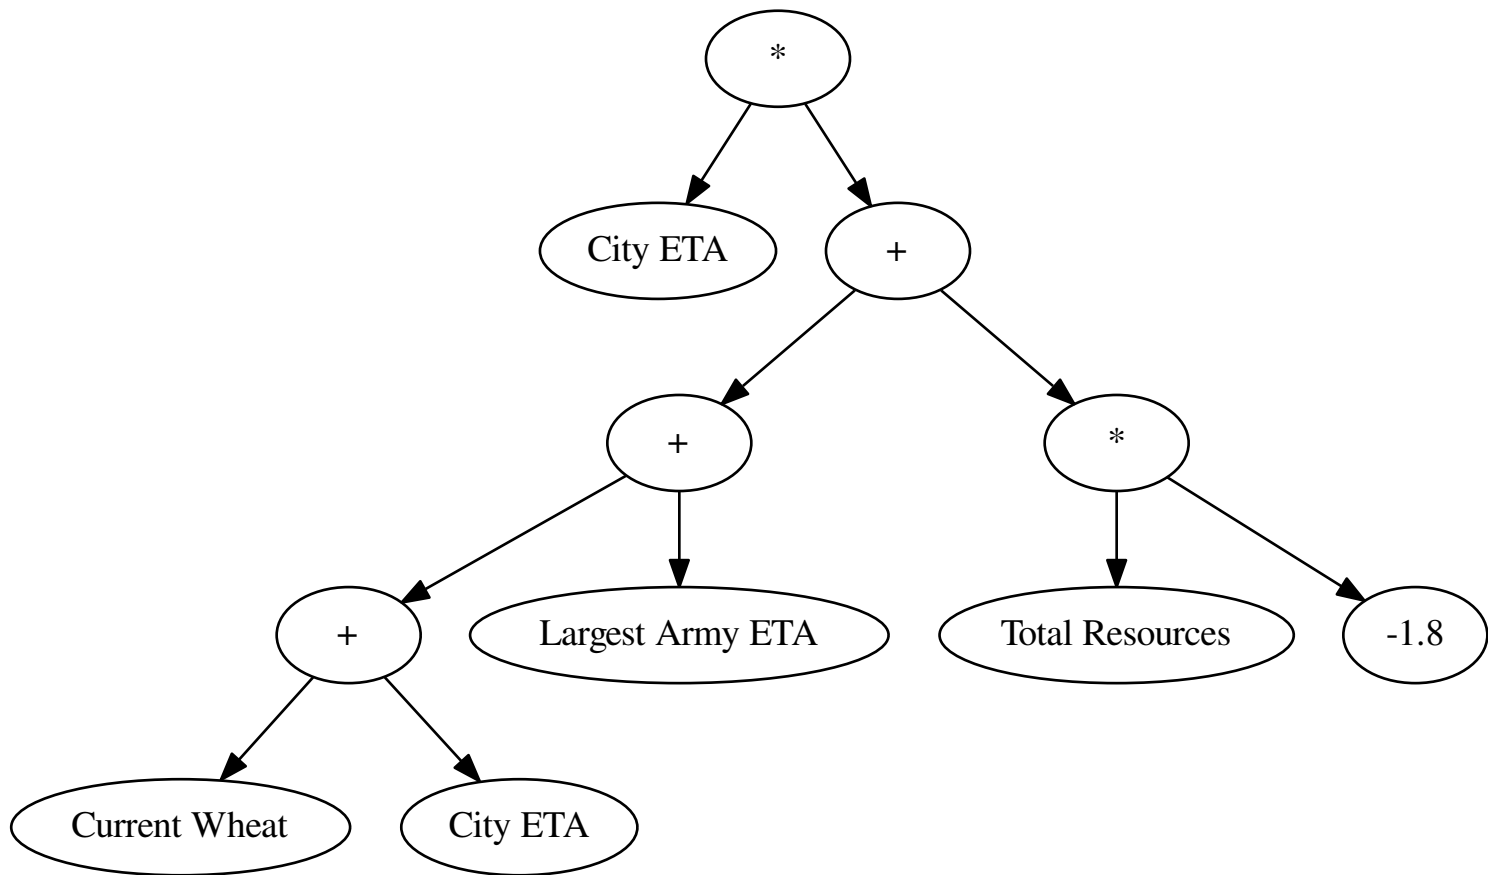 *
City ETA
+
+
*
+
Largest Army ETA
Total Resources
-1.8
Current Wheat
City ETA